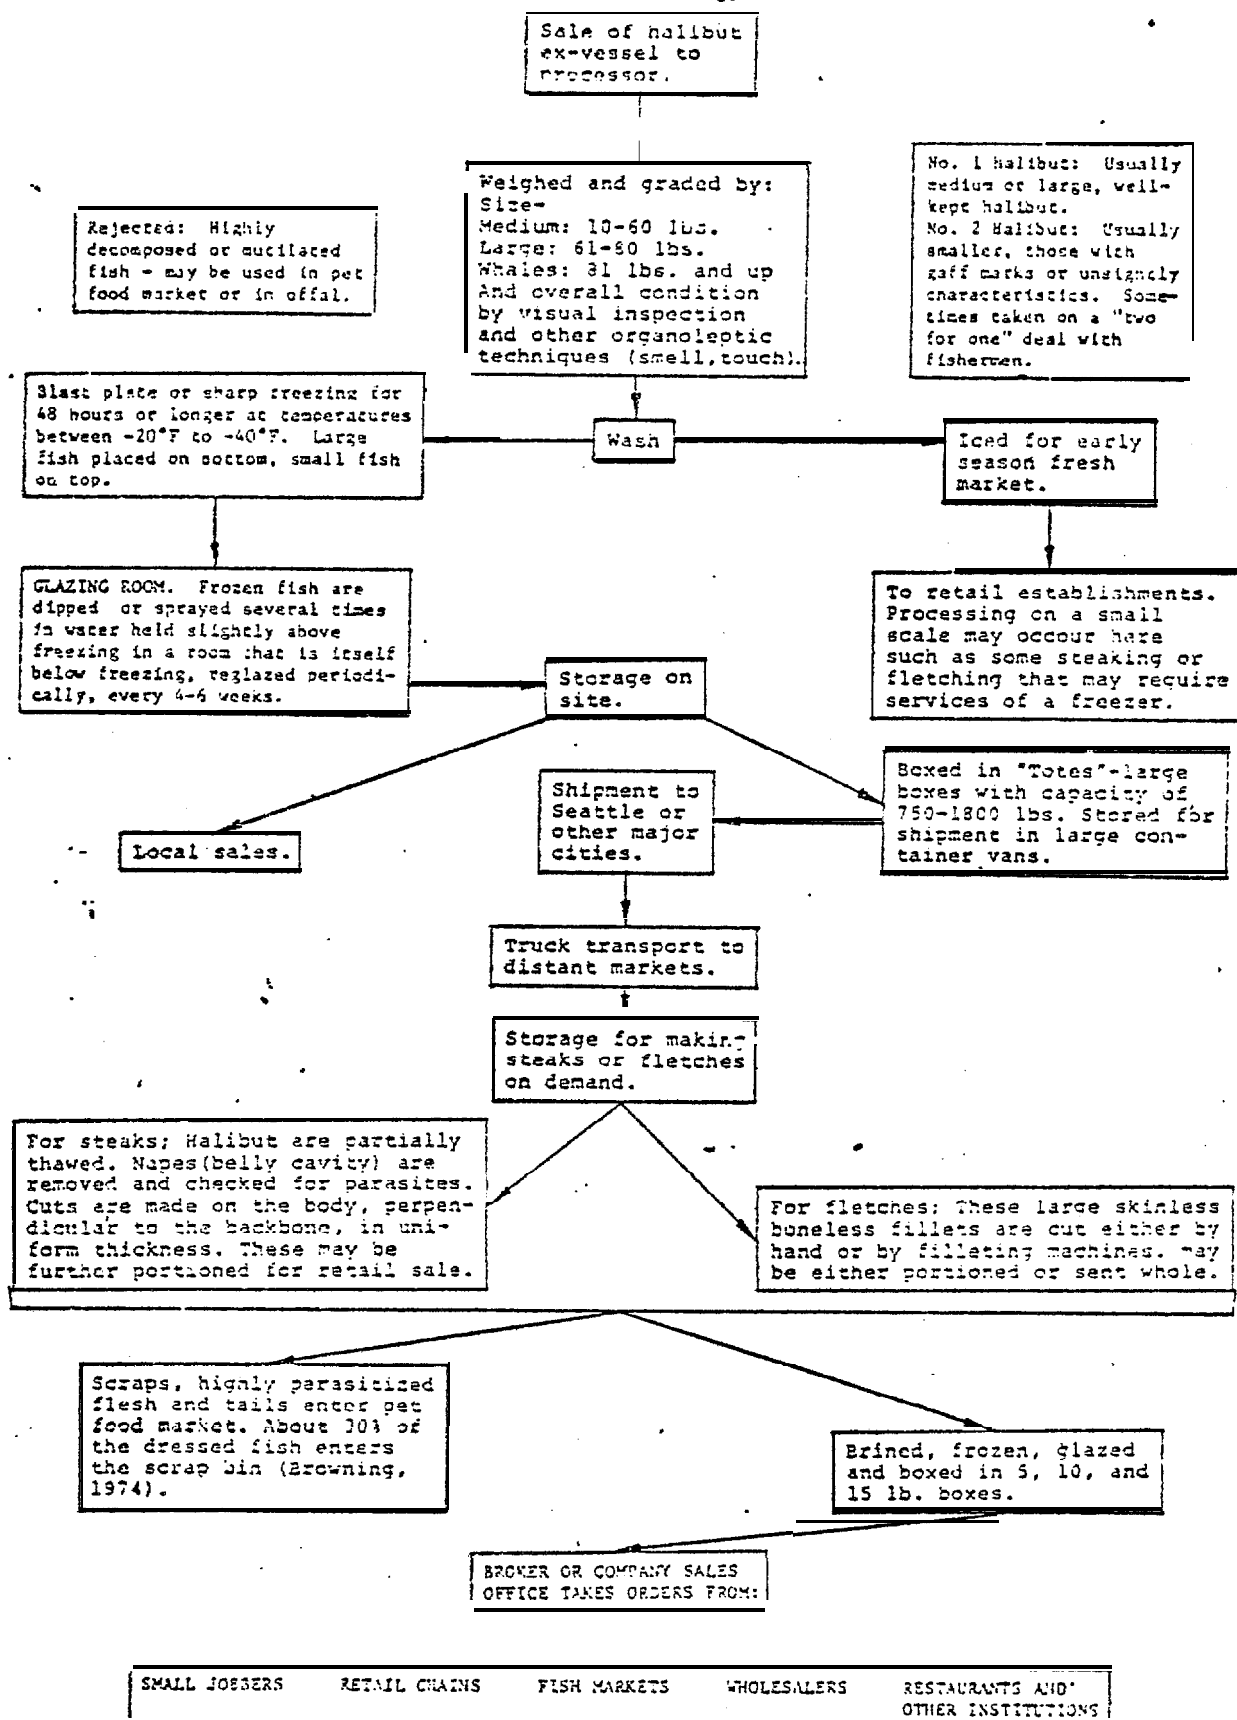 Sale of halibut
ex-vessel to
processor.
Weighed and graded by:
Size-
Medium: 10-60 lbs.
Large: 61-80 lbs.
Whales: 81 lbs. and up
And overall condition
by visual inspection
and other organoleptic
techniques (smell,touch).
No. 1 Halibut: Usually
medium or large, well-
kept halibut.
No. 2 Halibut: Usually
smaller, those with
gaff marks or unsightly
characteristics. Some-
times taken on a "two
for one" deal with
fishermen.
Rejected: Highly
decomposed or mutilated
fish - may be used in pet
food market or in offal.
Blast plate or sharp freezing for
48 hours or longer at temperatures
between -20°F to -40°F. Large
fish placed on bottom, small fish
on top.
Wash
Iced for early
season fresh
market.
GLAZING ROOM. Frozen fish are
dipped or sprayed several times
in water held slightly above
freezing in a room that is itself
below freezing, reglazed periodi-
cally, every 4-6 weeks.
Storage on
site.
To retail establishments.
Processing on a small
scale may occour here
such as some steaking or
fletching that may require
services of a freezer.
Local sales.
Shipment to
Seattle or
other major
cities.
Boxed in "Totes"-large
boxes with capacity of
750-1800 lbs. Stored for
shipment in large con-
tainer vans.
Truck transport to
distant markets.
Storage for making
steaks or fletches
on demand.
For steaks; Halibut are partially
thawed. Napes(belly cavity) are
removed and checked for parasites.
Cuts are made on the body, perpen-
dicular to the backbone, in uni-
form thickness. These may be
further portioned for retail sale.
For fletches; These large skinless
boneless fillets are cut either by
hand or by filleting machines. may
be either portioned or sent whole.
Scraps, highly parasitized
flesh and tails enter pet
food market. About 30% of
the dressed fish enters
the scrap bin (Browning,
1974).
Brined, frozen, glazed
and boxed in 5, 10, and
15 lb. boxes.
BROKER OR COMPANY SALES
OFFICE TAKES ORDERS FROM:
SMALL JOBBERS RETAIL CHAINS FISH MARKETS WHOLESALERS RESTAURANTS AND
OTHER INSTITUTIONS